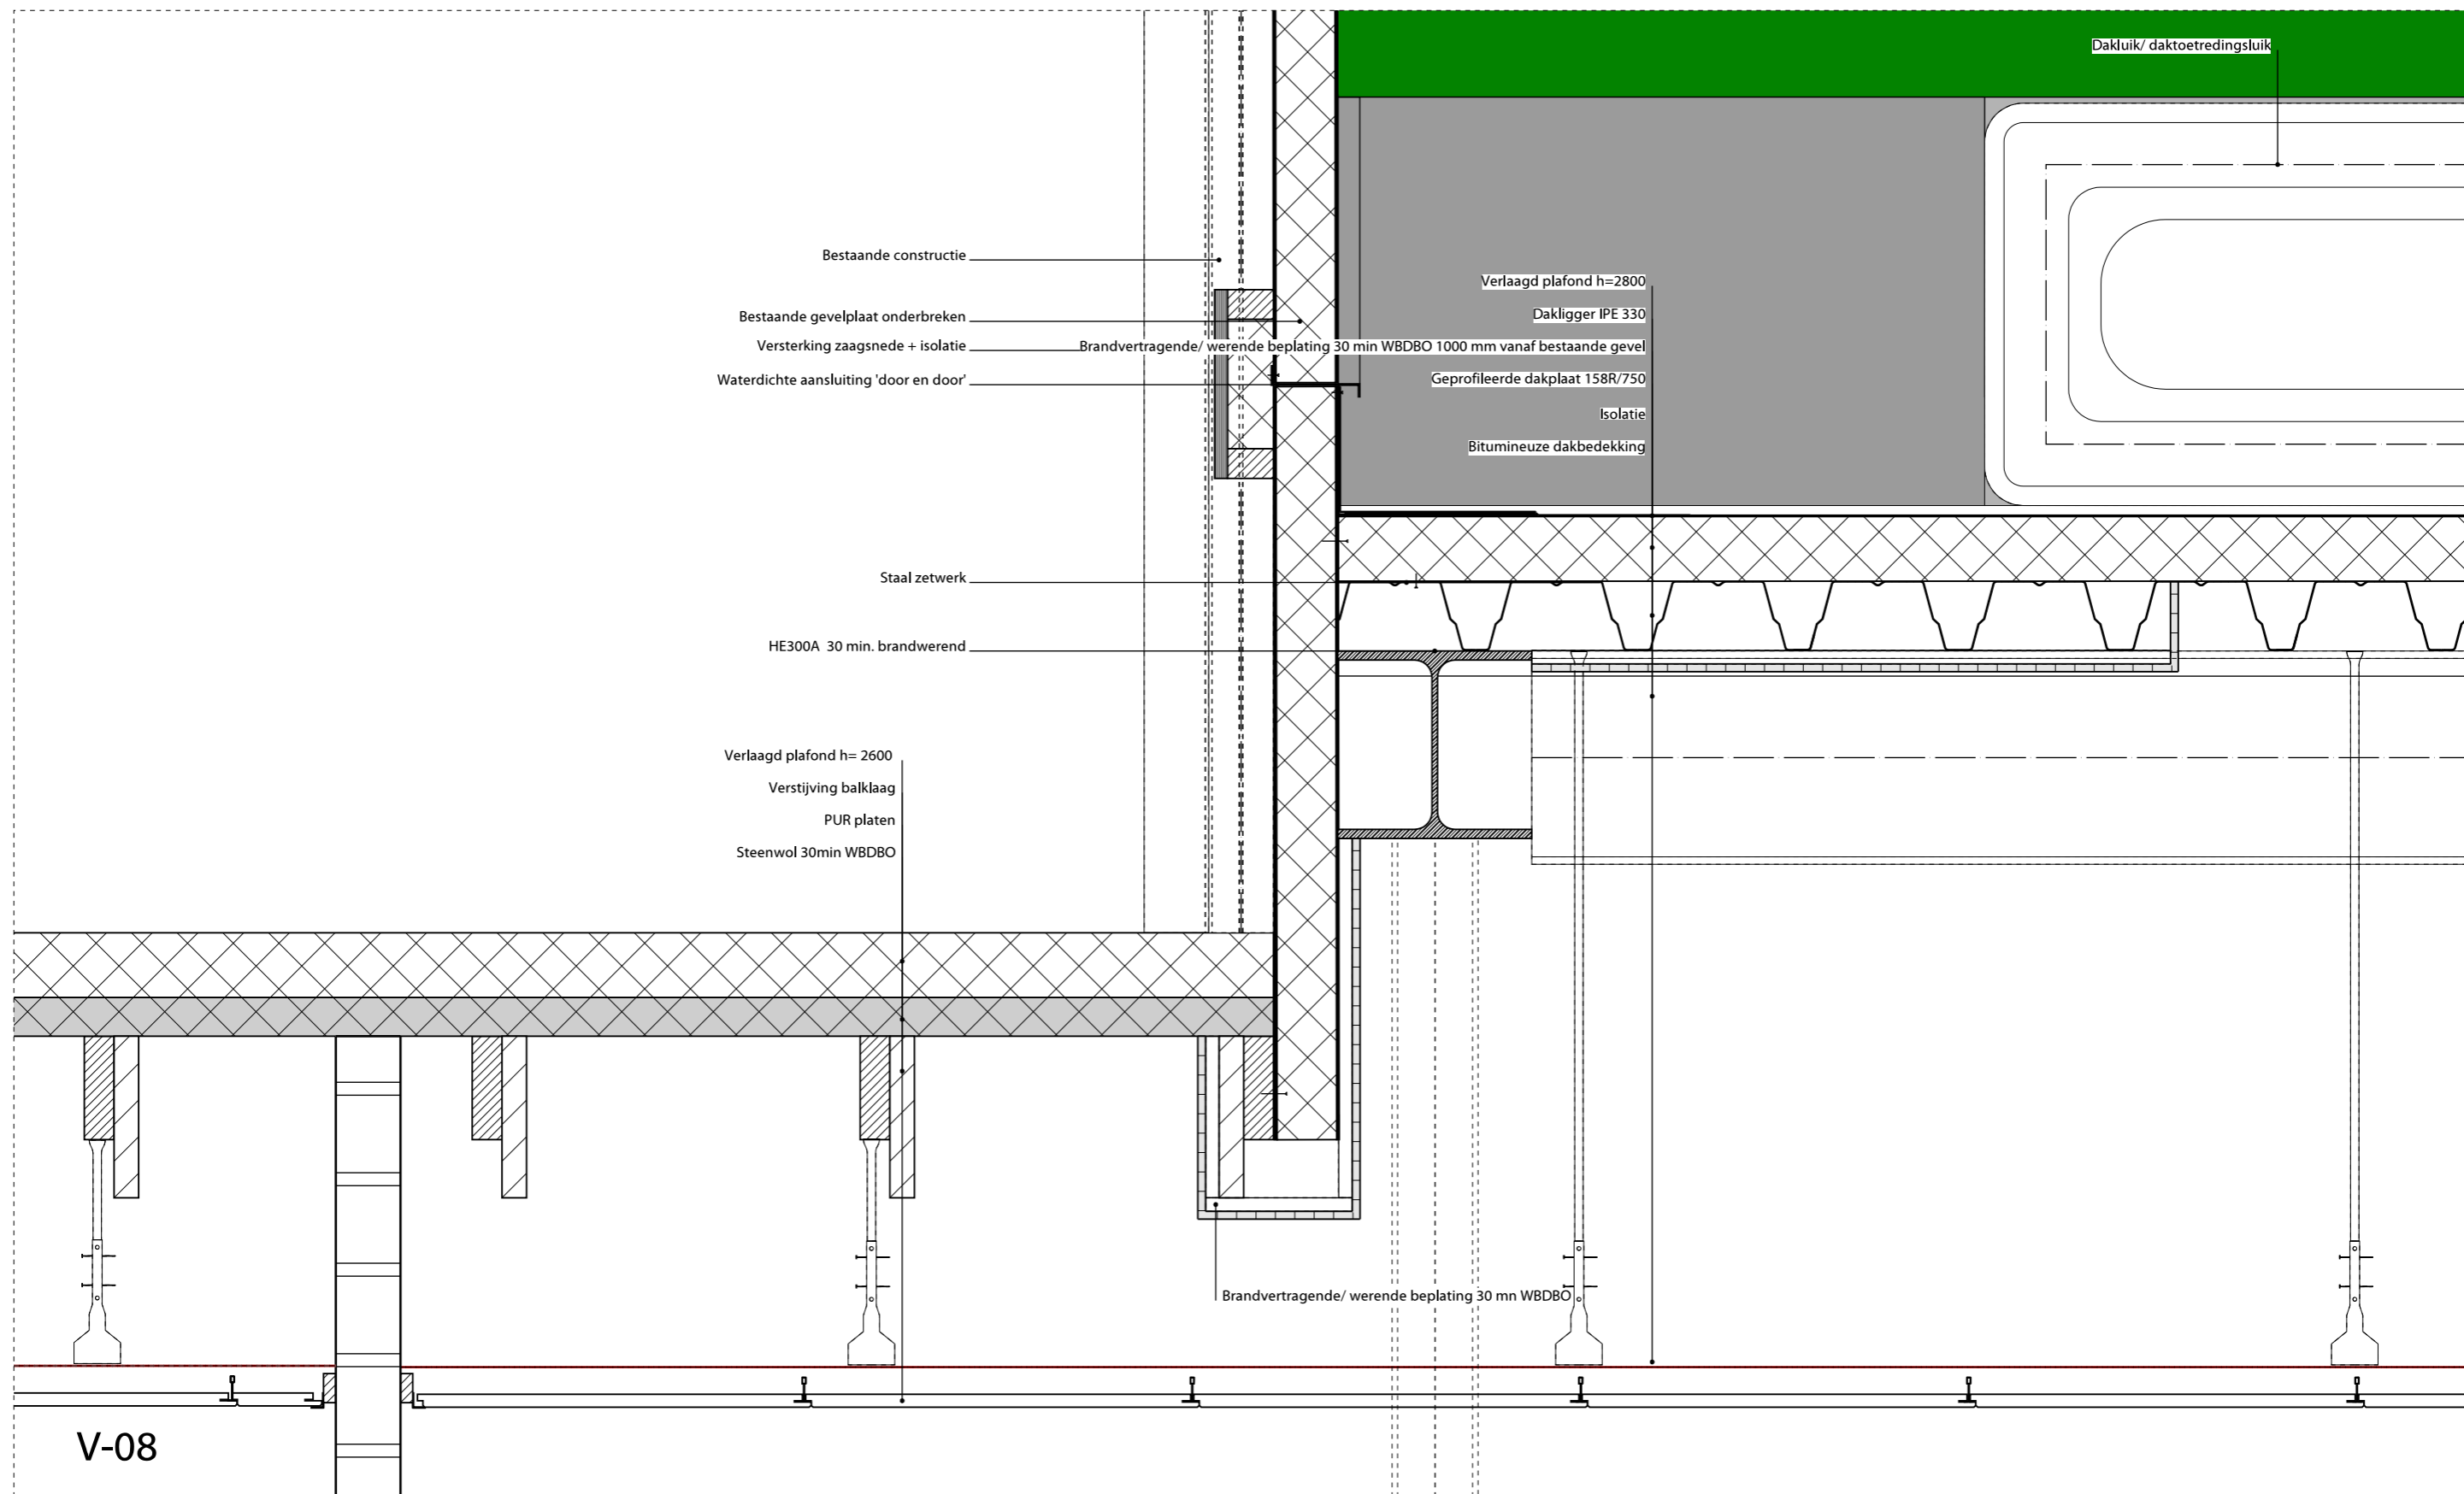 Dakluik/ daktoetredingsluik
Bestaande constructie
Bestaande gevelplaat onderbreken
Versterking zaagsnede + isolatie
Waterdichte aansluiting 'door en door'
Verlaagd plafond h=2800
Dakligger IPE 330
Brandvertragende/ werende beplating 30 min WBDBO 1000 mm vanaf bestaande gevel
Geprofileerde dakplaat 158R/750
Isolatie
Bitumineuze dakbedekking
Staal zetwerk
HE300A 30 min. brandwerend
Verlaagd plafond h= 2600
Verstijving balklaag
PUR platen
Steenwol 30min WBDBO
Brandvertragende/ werende beplating 30 mn WBDBO
V-08